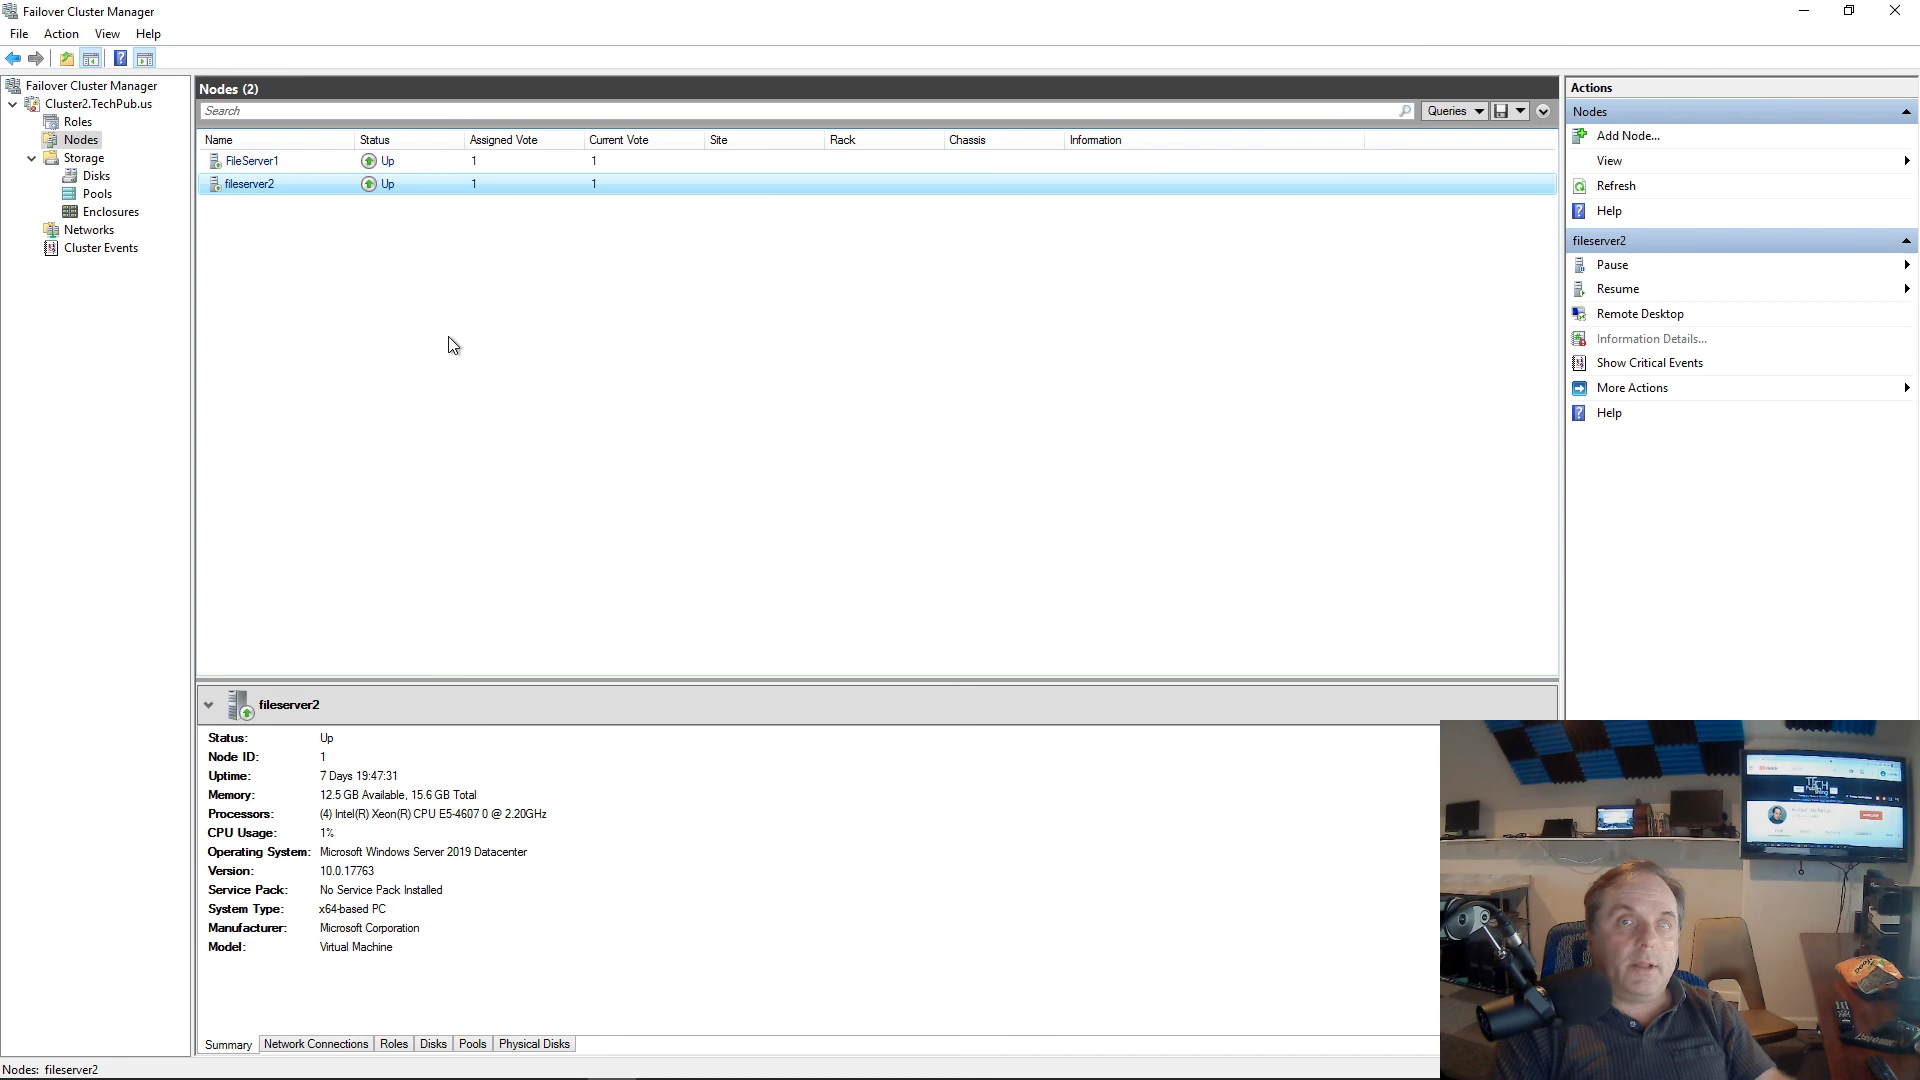 Failover Cluster Manager
File Action View Help
Failover Cluster Manager
Cluster2.TechPub.us
Roles
Nodes
Storage
Disks
Pools
Enclosures
Networks
Cluster Events
Nodes (2)
Search
Queries
Name Status Assigned Vote Current Vote Site Rack Chassis Information
FileServer1 Up 1 1
fileserver2 Up 1 1
fileserver2
Status: Up
Node ID: 1
Uptime: 7 Days 19:47:31
Memory: 12.5 GB Available, 15.6 GB Total
Processors: (4) Intel(R) Xeon(R) CPU E5-4607 0 @ 2.20GHz
CPU Usage: 1%
Operating System: Microsoft Windows Server 2019 Datacenter
Version: 10.0.17763
Service Pack: No Service Pack Installed
System Type: x64-based PC
Manufacturer: Microsoft Corporation
Model: Virtual Machine
Summary Network Connections Roles Disks Pools Physical Disks
Nodes: fileserver2
Actions
Nodes
Add Node...
View
Refresh
Help
fileserver2
Pause
Resume
Remote Desktop
Information Details...
Show Critical Events
More Actions
Help